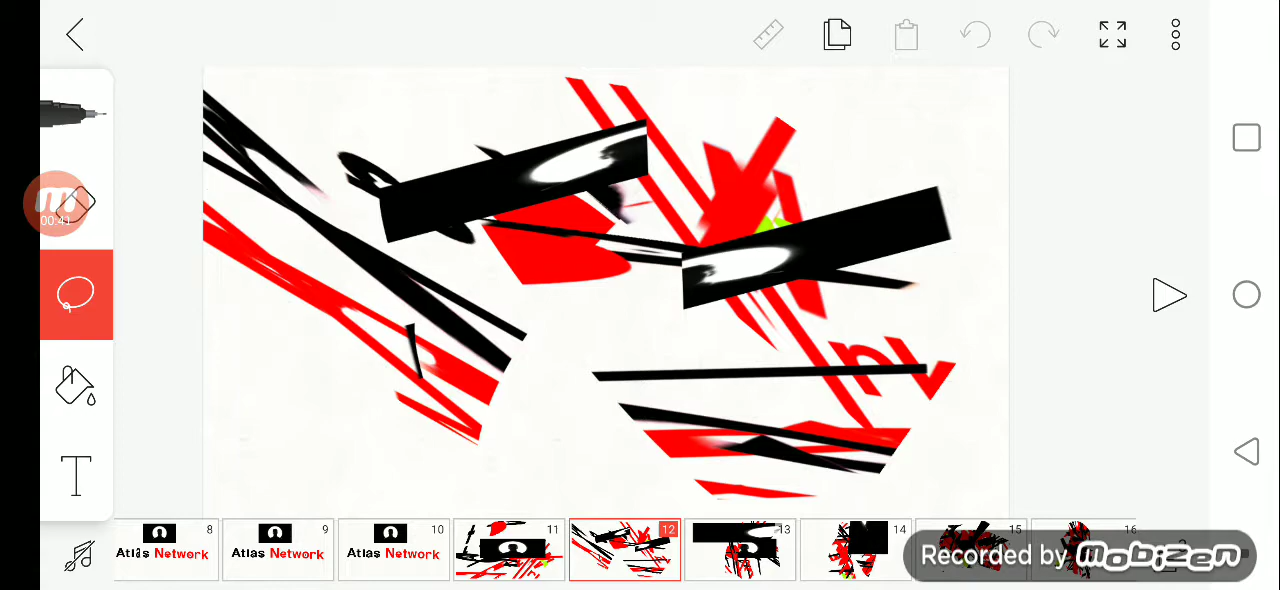 00:41
nv
8
9
10
11
12
13
14
15
16
Atlas Network
Atlas Network
Atlas Network
Recorded by mobizen